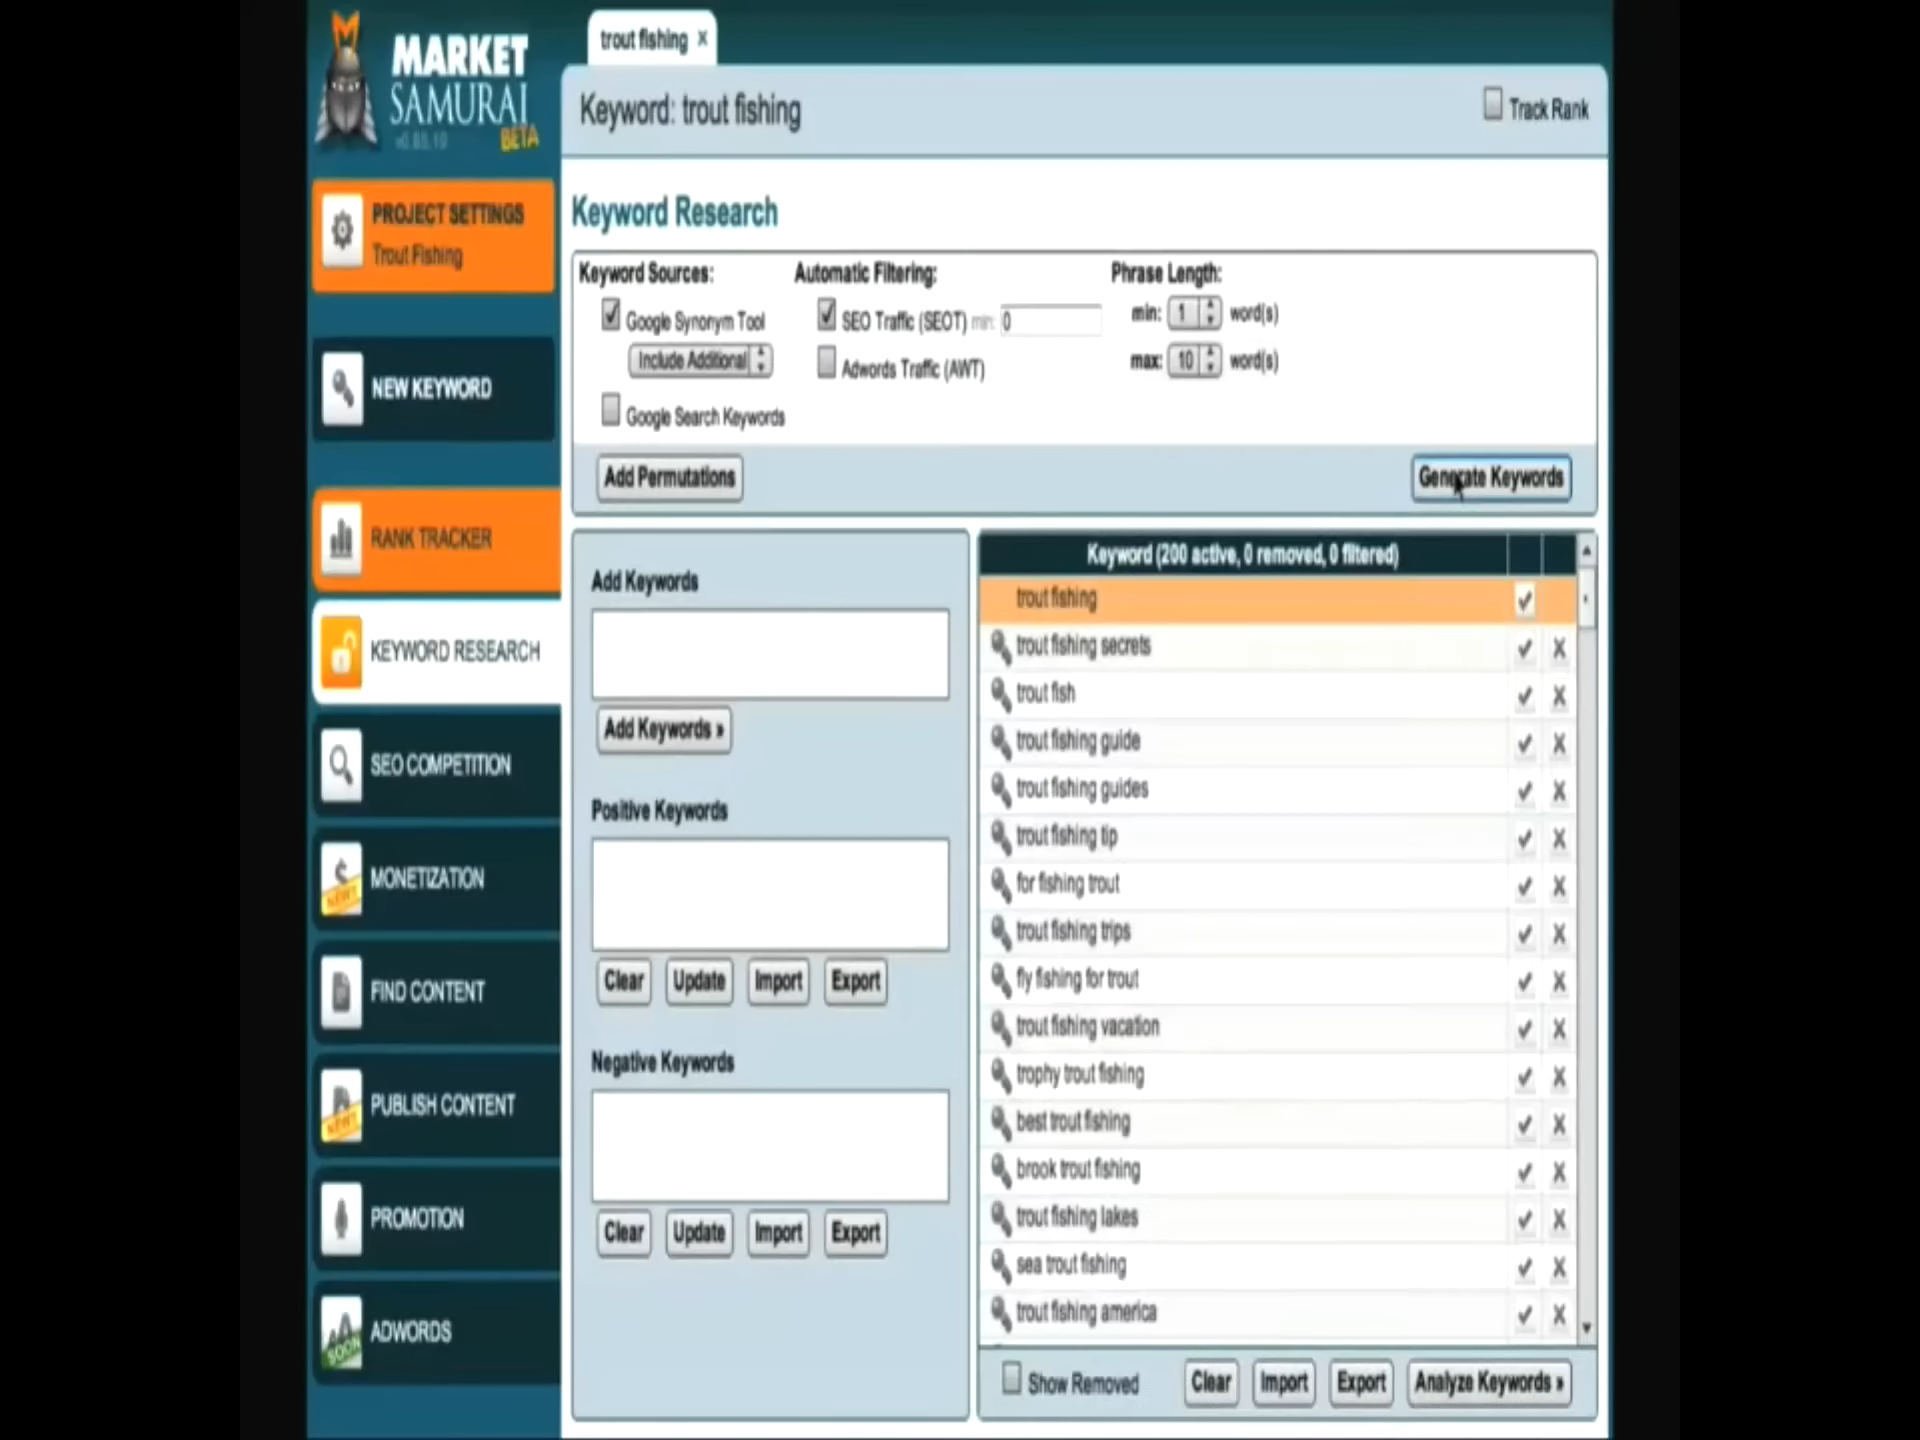 trout fishing x
MARKET
SAMURAI
BETA
Keyword: trout fishing
Track Rank
PROJECT SETTINGS
Trout Fishing
NEW KEYWORD
RANK TRACKER
KEYWORD RESEARCH
SEO COMPETITION
MONETIZATION
NEW!
FIND CONTENT
PUBLISH CONTENT
NEW!
PROMOTION
ADWORDS
SOON
Keyword Research
Keyword Sources:
Google Synonym Tool
Include Additional
Google Search Keywords
Automatic Filtering:
SEO Traffic (SEOT) min: 0
Adwords Traffic (AWT)
Phrase Length:
min: 1 word(s)
max: 10 word(s)
Add Permutations
Generate Keywords
Add Keywords
Add Keywords »
Positive Keywords
Clear Update Import Export
Negative Keywords
Clear Update Import Export
Keyword (200 active, 0 removed, 0 filtered)
trout fishing
trout fishing secrets
trout fish
trout fishing guide
trout fishing guides
trout fishing tip
for fishing trout
trout fishing trips
fly fishing for trout
trout fishing vacation
trophy trout fishing
best trout fishing
brook trout fishing
trout fishing lakes
sea trout fishing
trout fishing america
Show Removed
Clear Import Export Analyze Keywords »